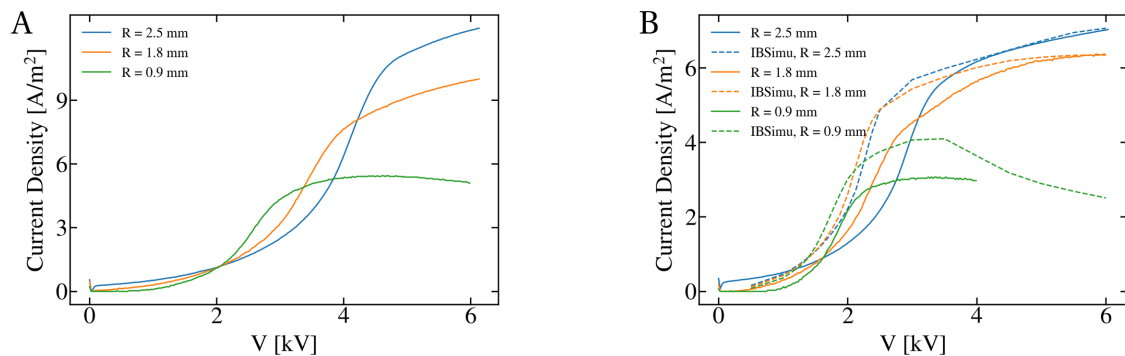 A
R = 2.5 mm
R = 1.8 mm
R = 0.9 mm
Current Density [A/m²]
9
6
3
0
0 2 4 6
V [kV]
B
R = 2.5 mm
IBSimu, R = 2.5 mm
R = 1.8 mm
IBSimu, R = 1.8 mm
R = 0.9 mm
IBSimu, R = 0.9 mm
Current Density [A/m²]
6
4
2
0
0 2 4 6
V [kV]